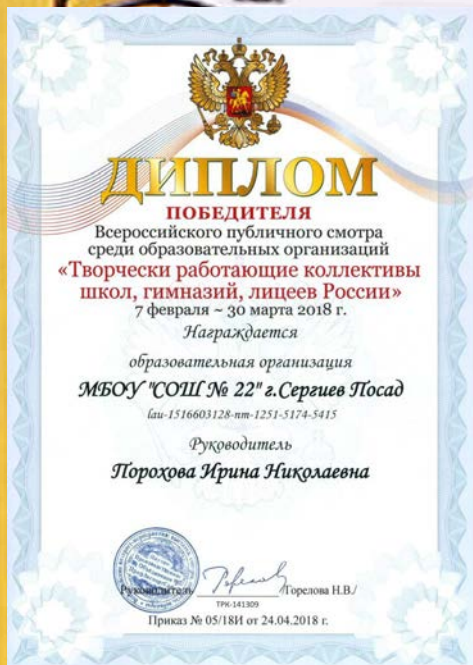 ДИПЛОМ
ПОБЕДИТЕЛЯ
Всероссийского публичного смотра
среди образовательных организаций
«Творчески работающие коллективы
школ, гимназий, лицеев России»
7 февраля ~ 30 марта 2018 г.
Награждается
образовательная организация
МБОУ "СОШ № 22" г.Сергиев Посад
lau-1516603128-nm-1251-5174-5415
Руководитель
Порохова Ирина Николаевна
Руководитель /Горелова Н.В./
ТРК-141309
Приказ № 05/18И от 24.04.2018 г.